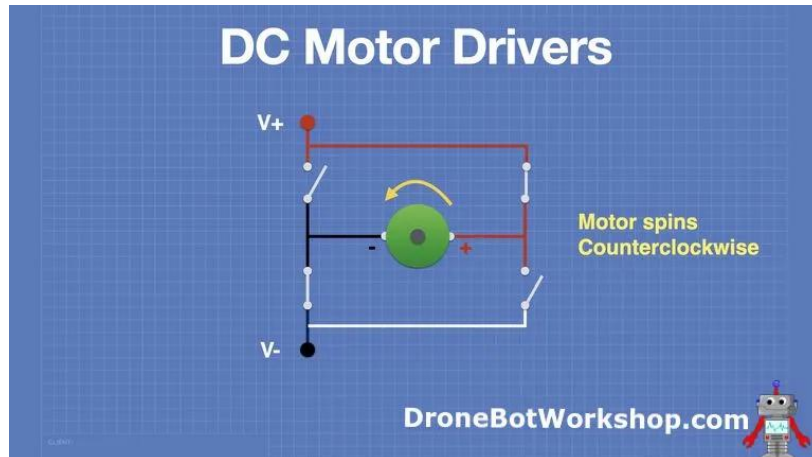 DC Motor Drivers
V+
- +
Motor spins
Counterclockwise
V-
DroneBotWorkshop.com